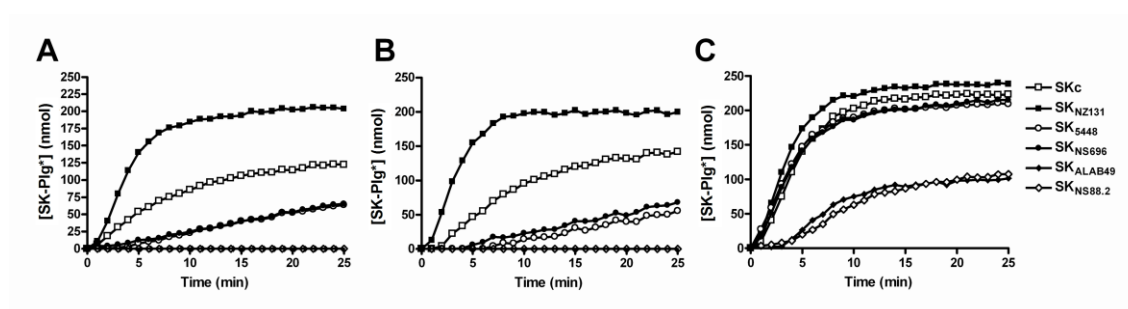 A
B
C
[SK-Plg*] (nmol)
250
225
200
175
150
125
100
75
50
25
0
0 5 10 15 20 25
Time (min)
[SK-Plg*] (nmol)
250
200
150
100
50
0
0 5 10 15 20 25
Time (min)
[SK-Plg*] (nmol)
250
200
150
100
50
0
0 5 10 15 20 25
Time (min)
SKc
SKNZ131
SK5448
SKNS696
SKALAB49
SKNS88.2